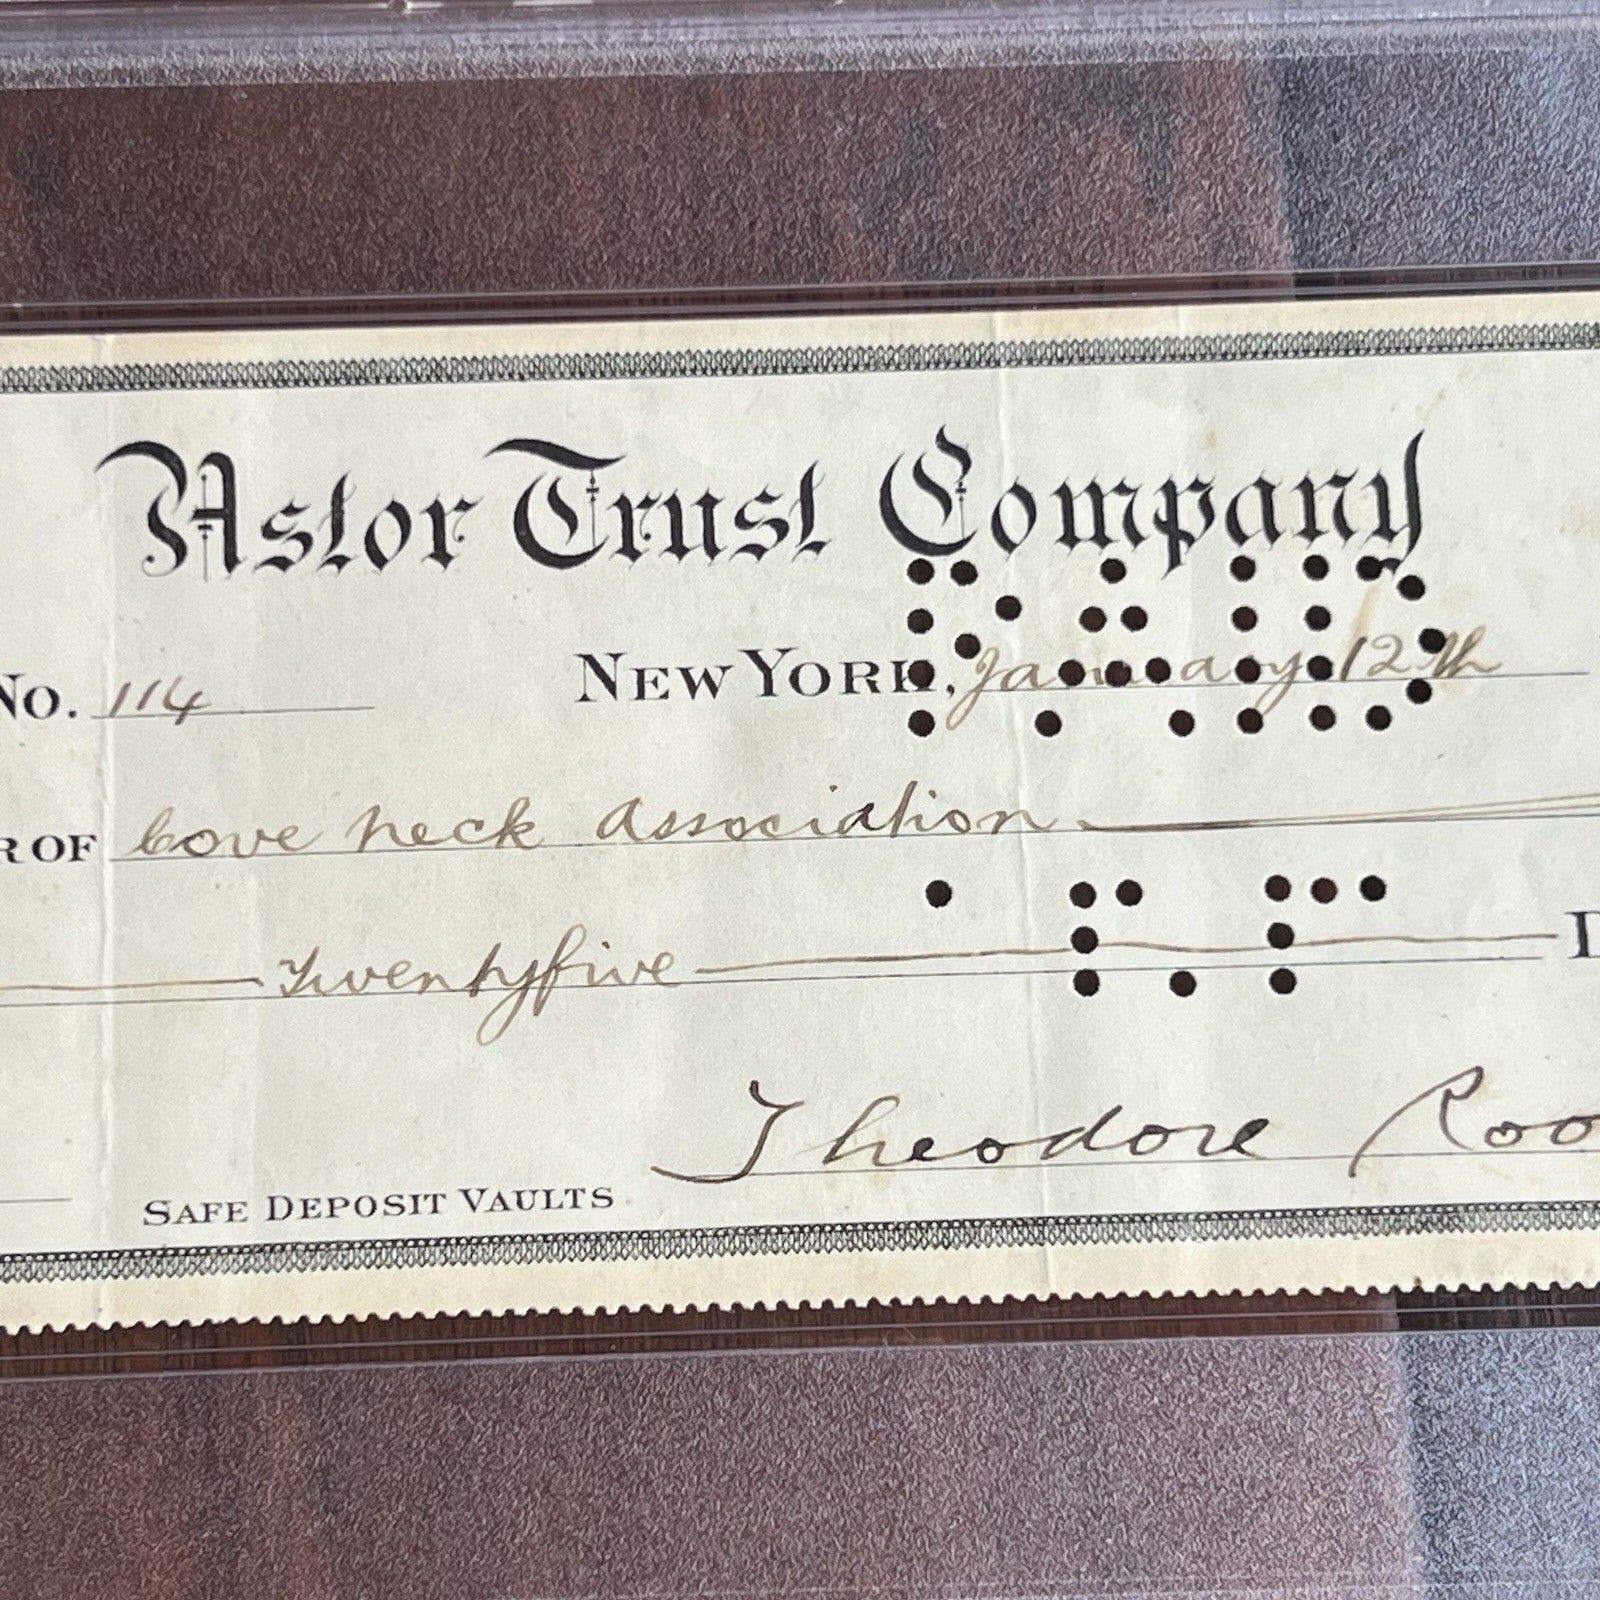 Astor Trust Company
No. 114 New York, January 12th
R OF Cove Neck Association
Twentyfive D
Theodore Roo
Safe Deposit Vaults
PAID